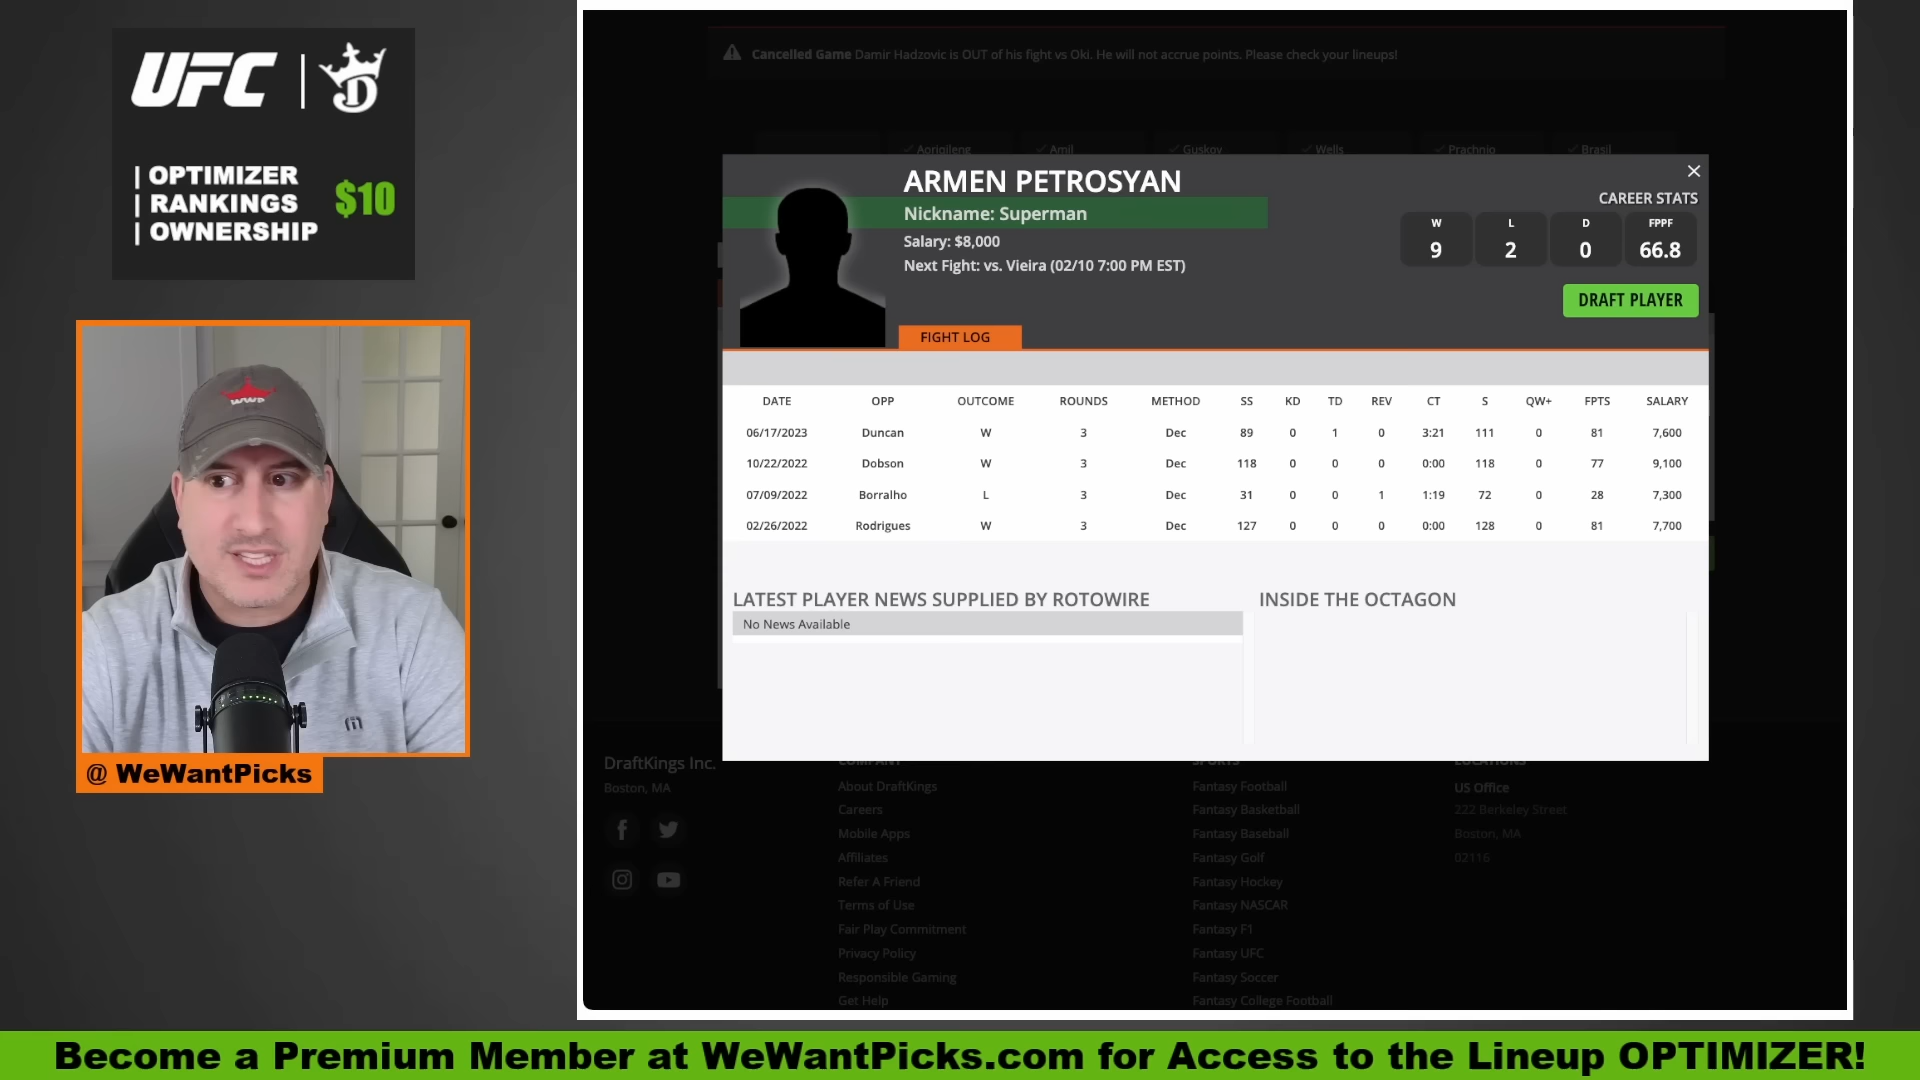 UFC
| OPTIMIZER
| RANKINGS
| OWNERSHIP
$10
WWP
@ WeWantPicks
Cancelled Game Damir Hadzovic is OUT of his fight vs Oki. He will not accrue points. Please check your lineups!
Aoriqileng Amil Guskov Wells Prachnio Brasil
ARMEN PETROSYAN
Nickname: Superman
Salary: $8,000
Next Fight: vs. Vieira (02/10 7:00 PM EST)
CAREER STATS
W L D FPPF
9 2 0 66.8
DRAFT PLAYER
FIGHT LOG
DATE OPP OUTCOME ROUNDS METHOD SS KD TD REV CT S QW+ FPTS SALARY
06/17/2023 Duncan W 3 Dec 89 0 1 0 3:21 111 0 81 7,600
10/22/2022 Dobson W 3 Dec 118 0 0 0 0:00 118 0 77 9,100
07/09/2022 Borralho L 3 Dec 31 0 0 1 1:19 72 0 28 7,300
02/26/2022 Rodrigues W 3 Dec 127 0 0 0 0:00 128 0 81 7,700
LATEST PLAYER NEWS SUPPLIED BY ROTOWIRE
No News Available
INSIDE THE OCTAGON
DraftKings Inc.
Boston, MA
COMPANY
About DraftKings
Careers
Mobile Apps
Affiliates
Refer A Friend
Terms of Use
Fair Play Commitment
Privacy Policy
Responsible Gaming
Get Help
SPORTS
Fantasy Football
Fantasy Basketball
Fantasy Baseball
Fantasy Golf
Fantasy Hockey
Fantasy NASCAR
Fantasy F1
Fantasy UFC
Fantasy Soccer
Fantasy College Football
LOCATIONS
US Office
222 Berkeley Street
Boston, MA
02116
Become a Premium Member at WeWantPicks.com for Access to the Lineup OPTIMIZER!